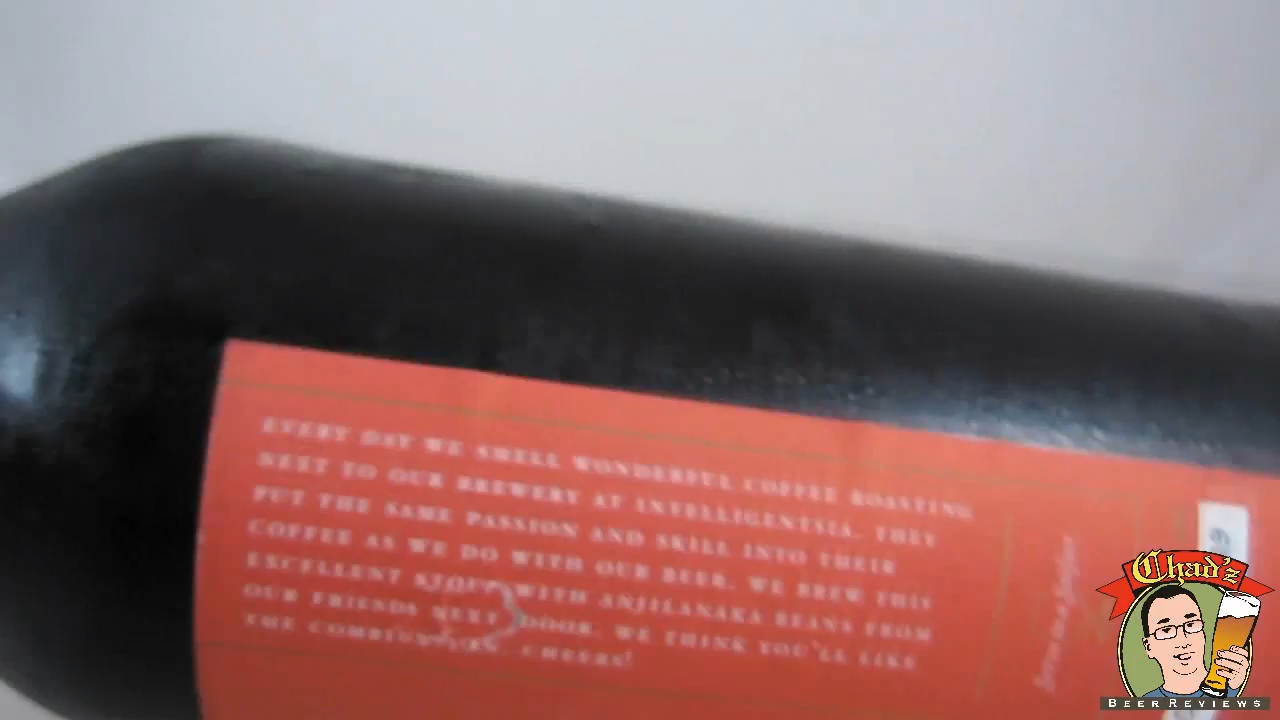 EVERY DAY WE SMELL WONDERFUL COFFEE ROASTING
NEXT TO OUR BREWERY AT INTELLIGENTSIA. THEY
PUT THE SAME PASSION AND SKILL INTO THEIR
COFFEE AS WE DO WITH OUR BEER. WE BREW THIS
EXCELLENT STOUT WITH ANJILANAKA BEANS FROM
OUR FRIENDS NEXT DOOR. WE THINK YOU'LL LIKE
THE COMBINATION. CHEERS!
Chad'z
BEER REVIEWS